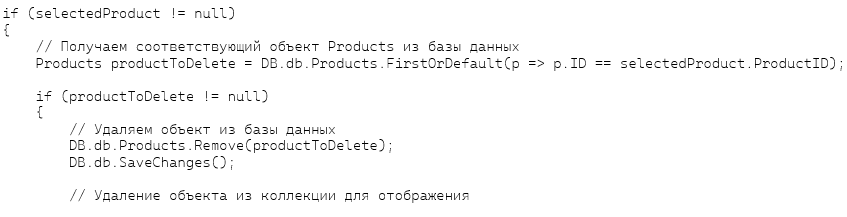 if (selectedProduct != null)
{
// Получаем соответствующий объект Products из базы данных
Products productToDelete = DB.db.Products.FirstOrDefault(p => p.ID == selectedProduct.ProductID);
if (productToDelete != null)
{
// Удаляем объект из базы данных
DB.db.Products.Remove(productToDelete);
DB.db.SaveChanges();
// Удаление объекта из коллекции для отображения